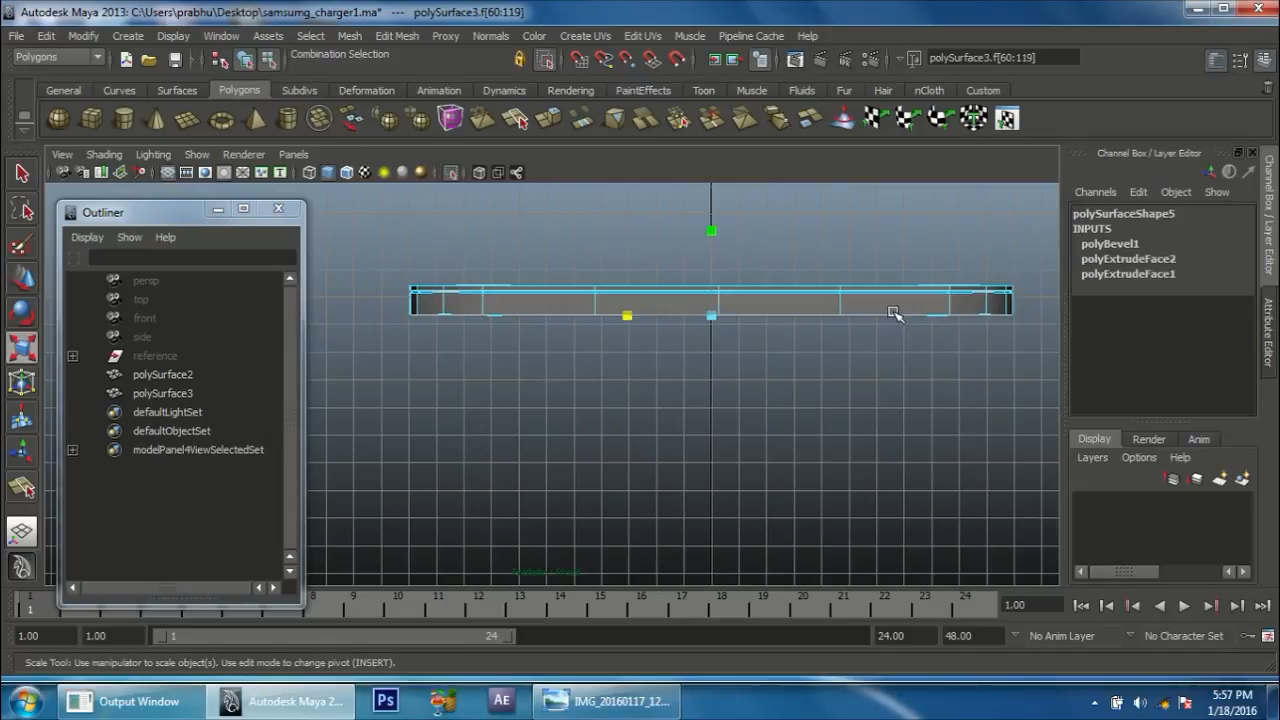 Autodesk Maya 2013: C:\Users\prabhu\Desktop\samsumg_charger1.ma* --- polySurface3.f[60:119]
File Edit Modify Create Display Window Assets Select Mesh Edit Mesh Proxy Normals Color Create UVs Edit UVs Muscle Pipeline Cache Help
Polygons Combination Selection polySurface3.f[60:119]
General Curves Surfaces Polygons Subdivs Deformation Animation Dynamics Rendering PaintEffects Toon Muscle Fluids Fur Hair nCloth Custom
View Shading Lighting Show Renderer Panels
Channel Box / Layer Editor
Channels Edit Object Show
polySurfaceShape5
INPUTS
polyBevel1
polyExtrudeFace2
polyExtrudeFace1
Channel Box / Layer Editor
Attribute Editor
Outliner
Display Show Help
persp
top
front
side
reference
polySurface2
polySurface3
defaultLightSet
defaultObjectSet
modelPanel4ViewSelectedSet
Display Render Anim
Layers Options Help
1 8 9 10 11 12 13 14 15 16 17 18 19 20 21 22 23 24
1 1.00
1.00 1.00 1 24 24.00 48.00 No Anim Layer No Character Set
Scale Tool: Use manipulator to scale object(s). Use edit mode to change pivot (INSERT).
Output Window Autodesk Maya 2... Ps AE IMG_20160117_12...
5:57 PM
1/18/2016